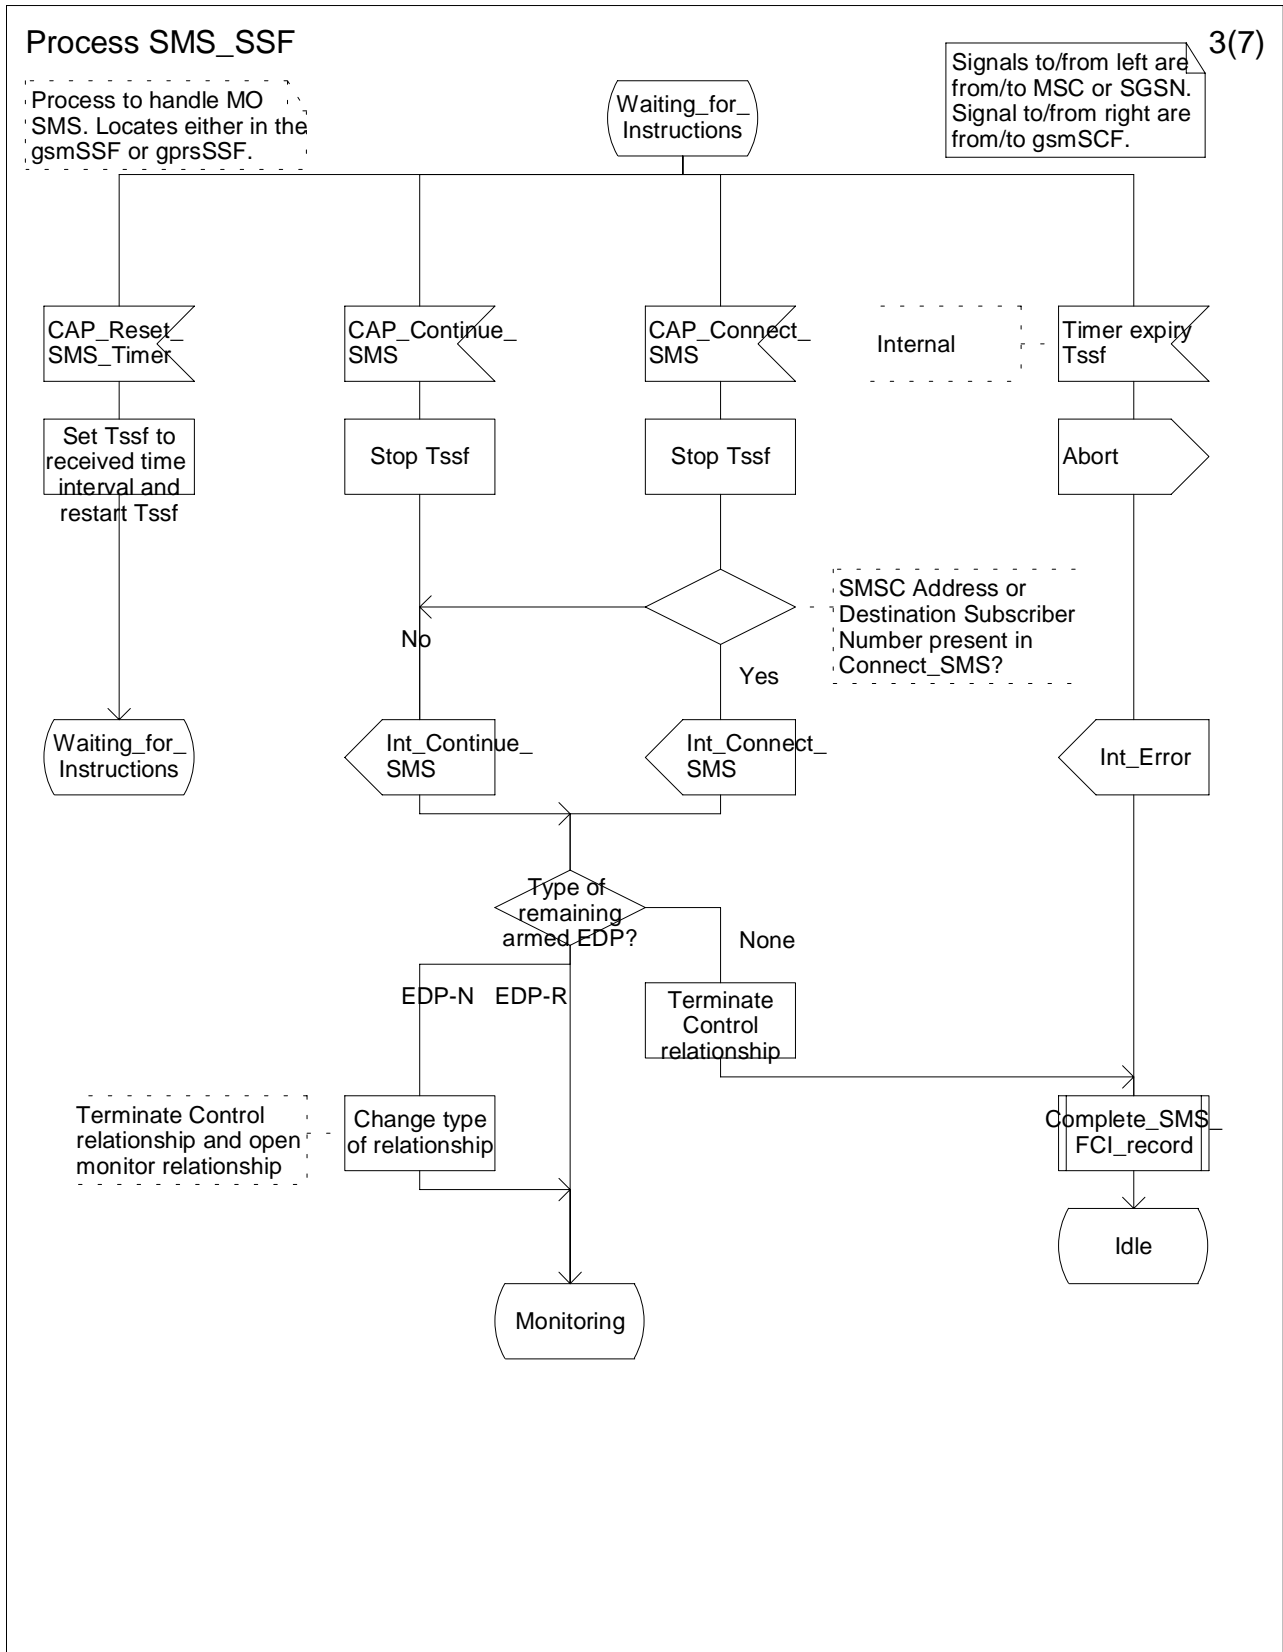 Process SMS_SSF
3(7)
Process to handle MO
SMS. Locates either in the
gsmSSF or gprsSSF.
Waiting_for_
Instructions
Signals to/from left are
from/to MSC or SGSN.
Signal to/from right are
from/to gsmSCF.
CAP_Reset_
SMS_Timer
CAP_Continue_
SMS
CAP_Connect_
SMS
Internal
Timer expiry
Tssf
Set Tssf to
received time
interval and
restart Tssf
Stop Tssf
Stop Tssf
Abort
SMSC Address or
Destination Subscriber
Number present in
Connect_SMS?
No
Yes
Waiting_for_
Instructions
Int_Continue_
SMS
Int_Connect_
SMS
Int_Error
Type of
remaining
armed EDP?
None
EDP-N
EDP-R
Terminate
Control
relationship
Terminate Control
relationship and open
monitor relationship
Change type
of relationship
Complete_SMS_
FCI_record
Idle
Monitoring